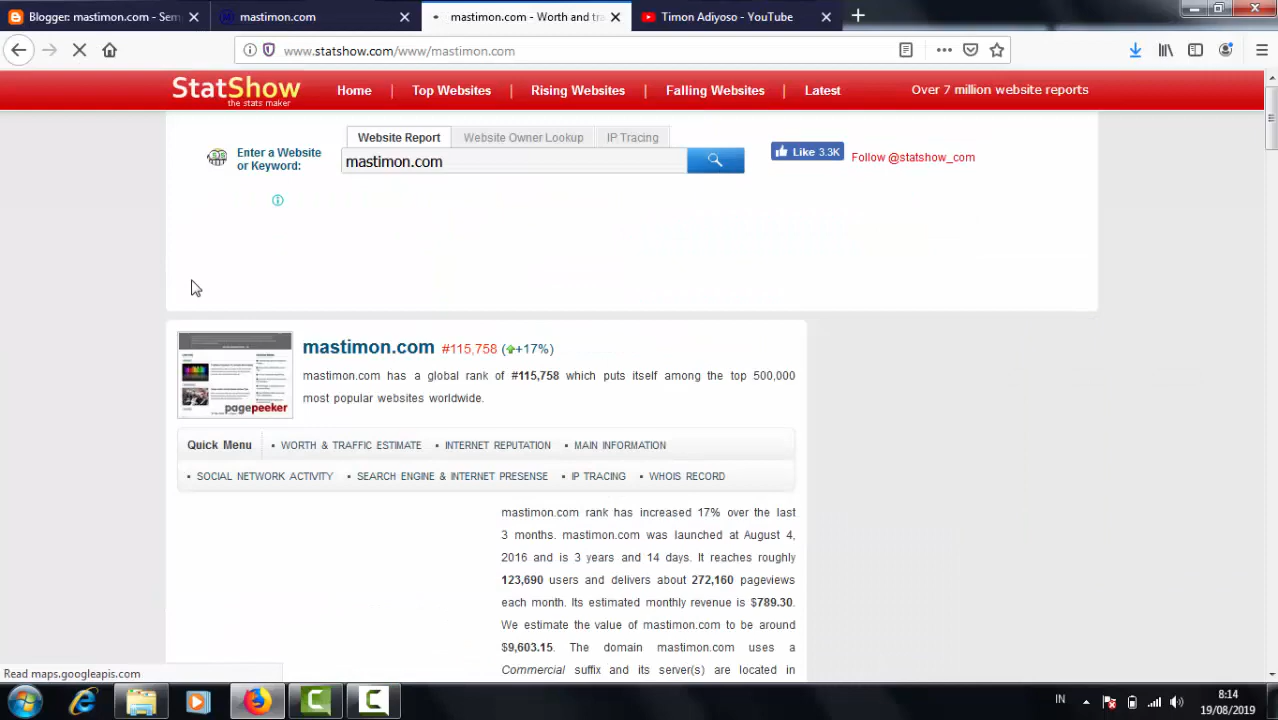 Blogger: mastimon.com - Sem
mastimon.com
mastimon.com - Worth and tra
Timon Adiyoso - YouTube
www.statshow.com/www/mastimon.com
StatShow
the stats maker
Home | Top Websites | Rising Websites | Falling Websites | Latest
Over 7 million website reports
Website Report
Website Owner Lookup
IP Tracing
Enter a Website
or Keyword:
mastimon.com
Like 3.3K
Follow @statshow_com
pagepeeker
mastimon.com #115,758 (+17%)
mastimon.com has a global rank of #115,758 which puts itself among the top 500,000
most popular websites worldwide.
Quick Menu
▪ WORTH & TRAFFIC ESTIMATE ▪ INTERNET REPUTATION ▪ MAIN INFORMATION
▪ SOCIAL NETWORK ACTIVITY ▪ SEARCH ENGINE & INTERNET PRESENSE ▪ IP TRACING ▪ WHOIS RECORD
mastimon.com rank has increased 17% over the last
3 months. mastimon.com was launched at August 4,
2016 and is 3 years and 14 days. It reaches roughly
123,690 users and delivers about 272,160 pageviews
each month. Its estimated monthly revenue is $789.30.
We estimate the value of mastimon.com to be around
$9,603.15. The domain mastimon.com uses a
Commercial suffix and its server(s) are located in
Read maps.googleapis.com
IN
8:14
19/08/2019